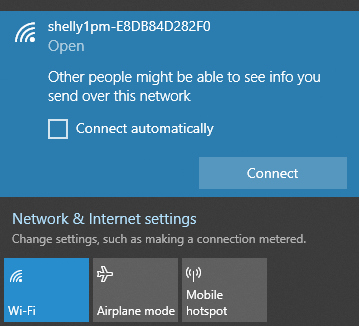 shelly1pm-E8DB84D282F0
Open
Other people might be able to see info you
send over this network
Connect automatically
Connect
Network & Internet settings
Change settings, such as making a connection metered.
Wi-Fi
Airplane mode
Mobile
hotspot